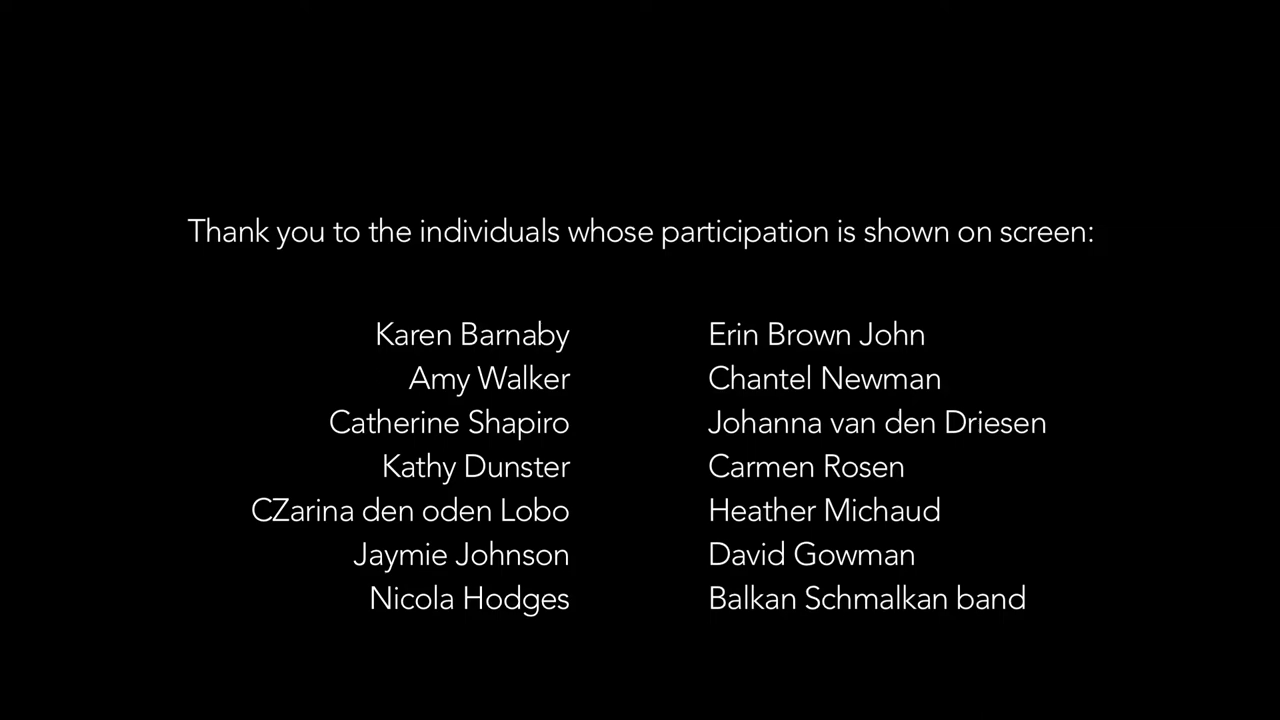 Thank you to the individuals whose participation is shown on screen:
Karen Barnaby
Amy Walker
Catherine Shapiro
Kathy Dunster
CZarina den oden Lobo
Jaymie Johnson
Nicola Hodges
Erin Brown John
Chantel Newman
Johanna van den Driesen
Carmen Rosen
Heather Michaud
David Gowman
Balkan Schmalkan band